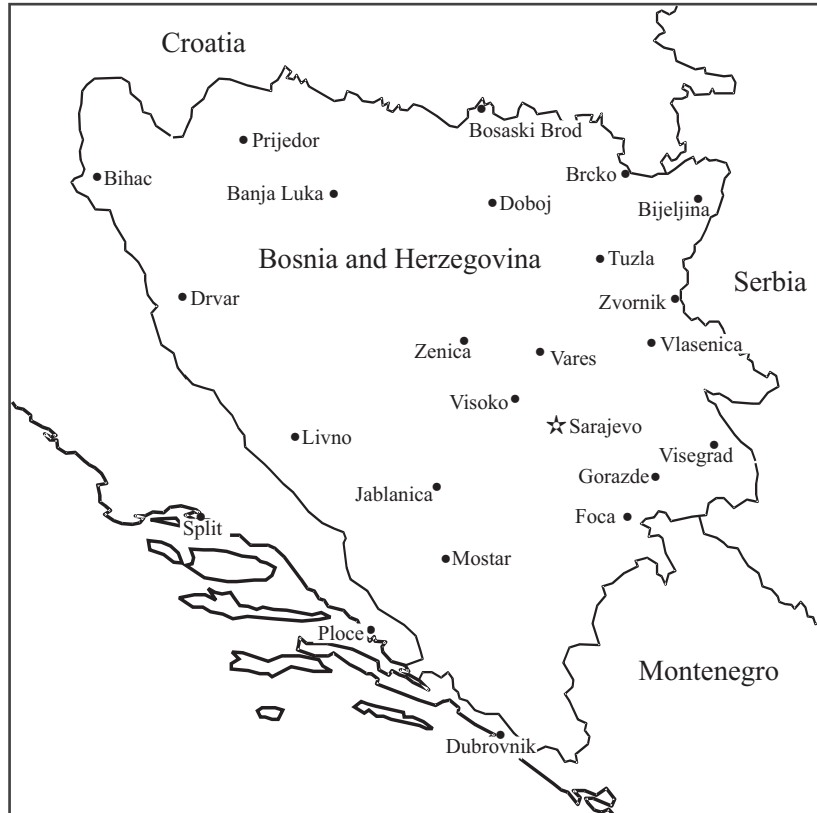 Croatia
Bosaski Brod
Prijedor
Brcko
Bihac
Banja Luka
Doboj
Bijeljina
Bosnia and Herzegovina
Tuzla
Serbia
Drvar
Zvornik
Zenica
Vares
Vlasenica
Visoko
Sarajevo
Livno
Visegrad
Gorazde
Jablanica
Foca
Split
Mostar
Ploce
Montenegro
Dubrovnik